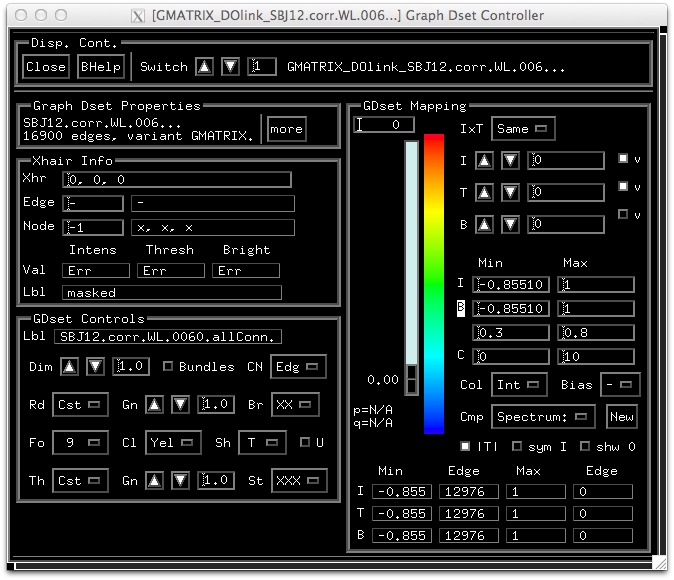 [GMATRIX_DOlink_SBJ12.corr.WL.006...] Graph Dset Controller
Disp. Cont.
Close BHelp Switch 1 GMATRIX_DOlink_SBJ12.corr.WL.006...
Graph Dset Properties
SBJ12.corr.WL.006...
16900 edges, variant GMATRIX.
more
Xhair Info
Xhr 0, 0, 0
Edge - -
Node -1 x, x, x
Intens Thresh Bright
Val Err Err Err
Lbl masked
GDset Controls
Lbl SBJ12.corr.WL.0060.allConn.
Dim 1.0 Bundles CN Edg
Rd Cst Gn 1.0 Br XX
Fo 9 Cl Yel Sh T U
Th Cst Gn 1.0 St XXX
GDset Mapping
I 0
0.00
p=N/A
q=N/A
IxT Same
I 0 v
T 0 v
B 0 v
Min Max
I -0.85510 1
B -0.85510 1
0.3 0.8
C 0 10
Col Int Bias -
Cmp Spectrum: New
|T| sym I shw 0
Min Edge Max Edge
I -0.855 12976 1 0
T -0.855 12976 1 0
B -0.855 12976 1 0